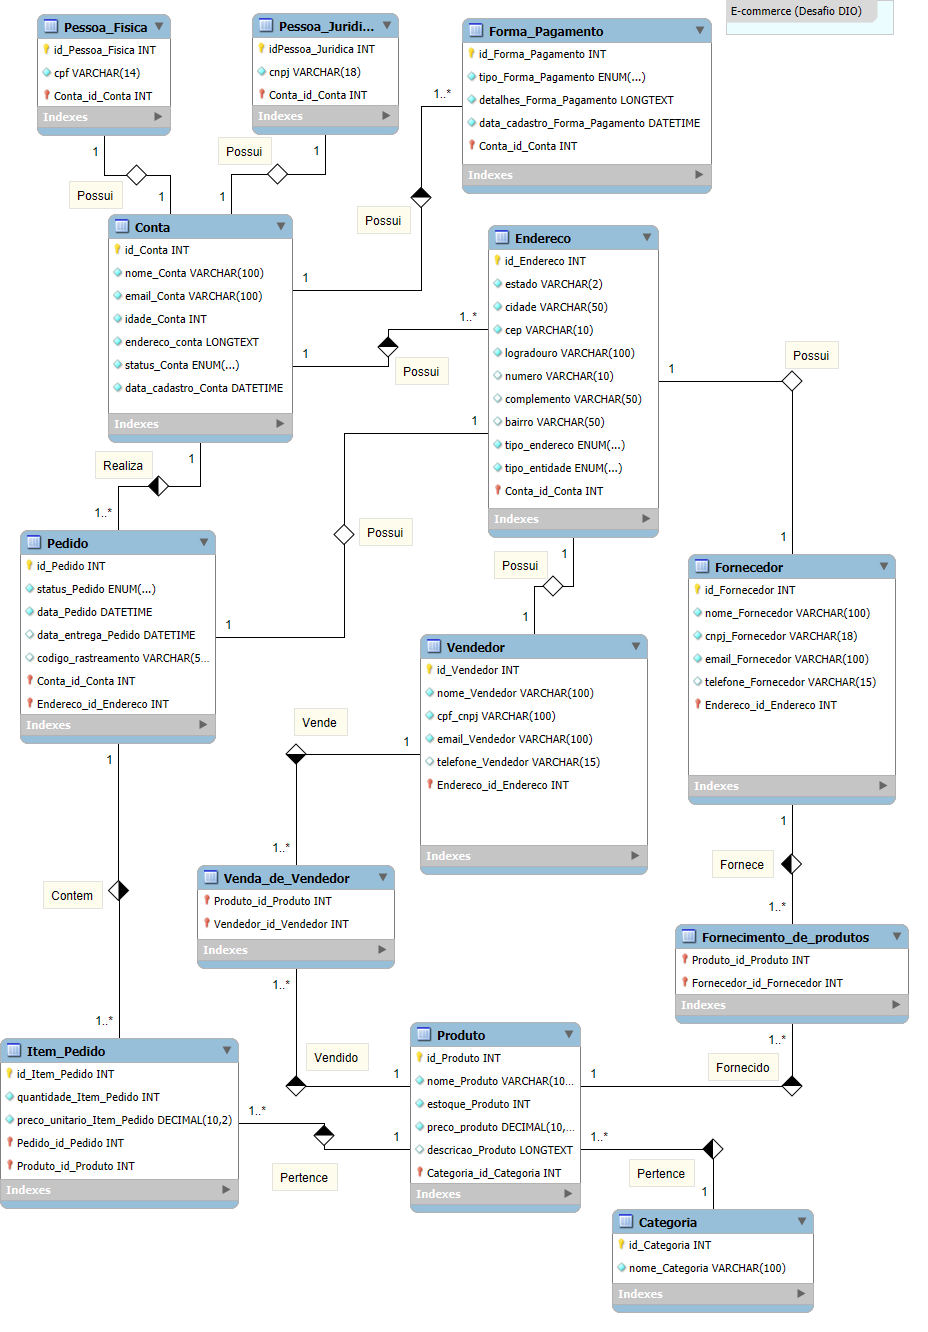 E-commerce (Desafio DIO)
Pessoa_Fisica
id_Pessoa_Fisica INT
cpf VARCHAR(14)
Conta_id_Conta INT
Indexes
Pessoa_Juridi...
idPessoa_Juridica INT
cnpj VARCHAR(18)
Conta_id_Conta INT
Indexes
Forma_Pagamento
id_Forma_Pagamento INT
tipo_Forma_Pagamento ENUM(...)
detalhes_Forma_Pagamento LONGTEXT
data_cadastro_Forma_Pagamento DATETIME
Conta_id_Conta INT
Indexes
1
Possui
1
1
Possui
1
1..*
Possui
1
Conta
id_Conta INT
nome_Conta VARCHAR(100)
email_Conta VARCHAR(100)
idade_Conta INT
endereco_conta LONGTEXT
status_Conta ENUM(...)
data_cadastro_Conta DATETIME
Indexes
Endereco
id_Endereco INT
estado VARCHAR(2)
cidade VARCHAR(50)
cep VARCHAR(10)
logradouro VARCHAR(100)
numero VARCHAR(10)
complemento VARCHAR(50)
bairro VARCHAR(50)
tipo_endereco ENUM(...)
tipo_entidade ENUM(...)
Conta_id_Conta INT
Indexes
1..*
1
Possui
1
Possui
1
1
Realiza
1..*
1
Possui
1
1
Possui
1
Pedido
id_Pedido INT
status_Pedido ENUM(...)
data_Pedido DATETIME
data_entrega_Pedido DATETIME
codigo_rastreamento VARCHAR(5...
Conta_id_Conta INT
Endereco_id_Endereco INT
Indexes
Fornecedor
id_Fornecedor INT
nome_Fornecedor VARCHAR(100)
cnpj_Fornecedor VARCHAR(18)
email_Fornecedor VARCHAR(100)
telefone_Fornecedor VARCHAR(15)
Endereco_id_Endereco INT
Indexes
Vendedor
id_Vendedor INT
nome_Vendedor VARCHAR(100)
cpf_cnpj VARCHAR(100)
email_Vendedor VARCHAR(100)
telefone_Vendedor VARCHAR(15)
Endereco_id_Endereco INT
Indexes
Vende
1
1..*
1
Contem
1..*
1
Fornece
1..*
Venda_de_Vendedor
Produto_id_Produto INT
Vendedor_id_Vendedor INT
Indexes
Fornecimento_de_produtos
Produto_id_Produto INT
Fornecedor_id_Fornecedor INT
Indexes
1..*
Vendido
1
1..*
Fornecido
1
Item_Pedido
id_Item_Pedido INT
quantidade_Item_Pedido INT
preco_unitario_Item_Pedido DECIMAL(10,2)
Pedido_id_Pedido INT
Produto_id_Produto INT
Indexes
Produto
id_Produto INT
nome_Produto VARCHAR(10...
estoque_Produto INT
preco_produto DECIMAL(10,...
descricao_Produto LONGTEXT
Categoria_id_Categoria INT
Indexes
1..*
1
Pertence
1..*
Pertence
1
Categoria
id_Categoria INT
nome_Categoria VARCHAR(100)
Indexes